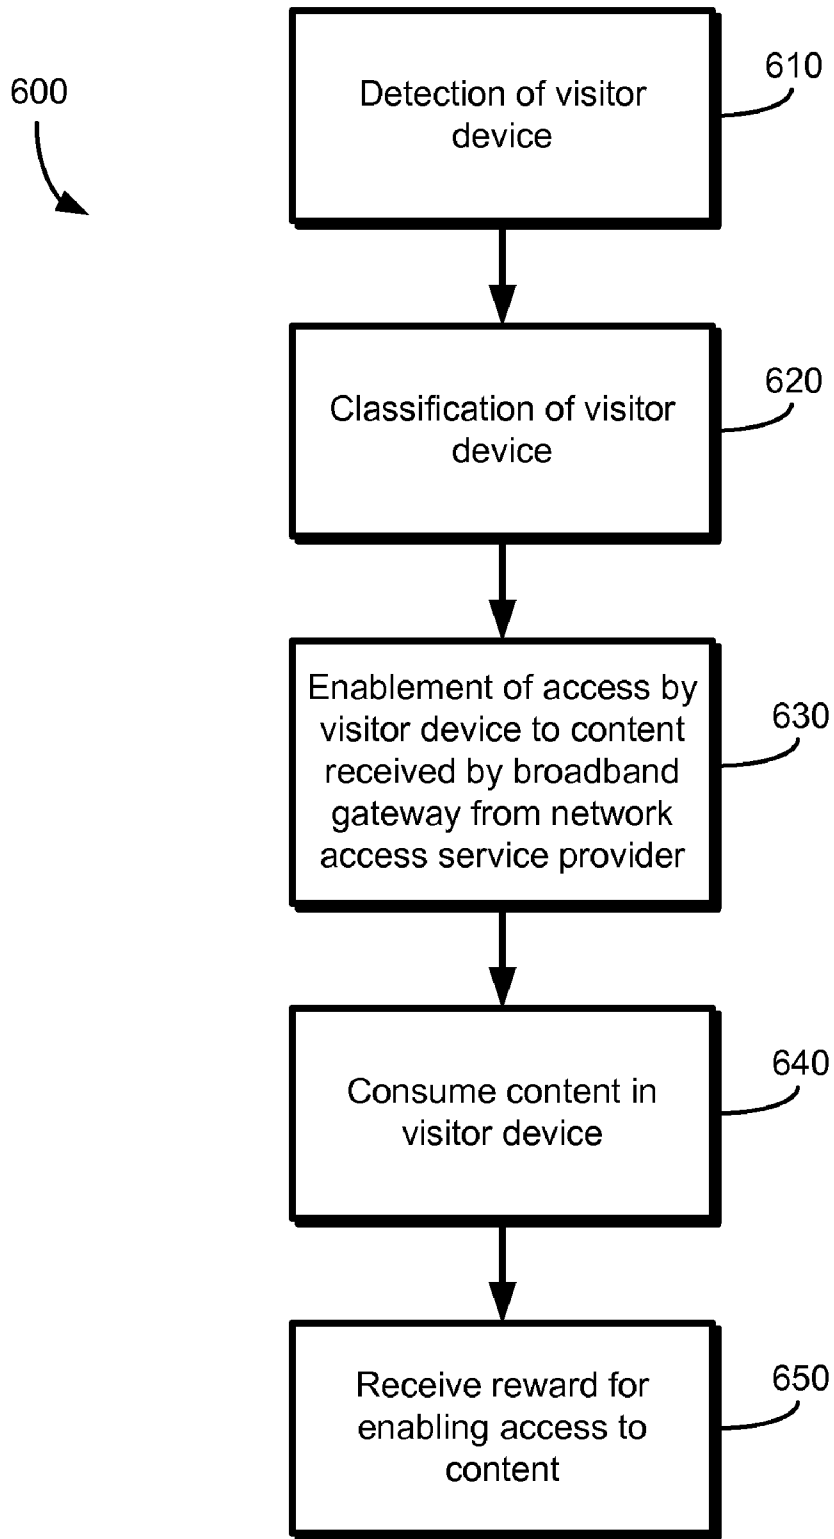 600
Detection of visitor
device
610
Classification of visitor
device
620
Enablement of access by
visitor device to content
received by broadband
gateway from network
access service provider
630
Consume content in
visitor device
640
Receive reward for
enabling access to
content
650